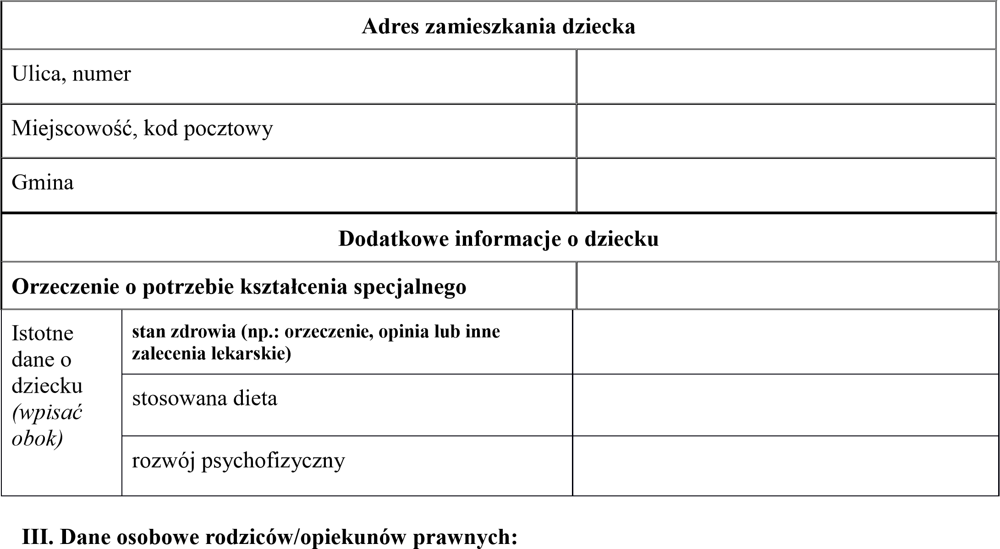 Adres zamieszkania dziecka
Ulica, numer
Miejscowość, kod pocztowy
Gmina
Dodatkowe informacje o dziecku
Orzeczenie o potrzebie kształcenia specjalnego
Istotne
dane o
dziecku
(wpisać
obok)
stan zdrowia (np.: orzeczenie, opinia lub inne
zalecenia lekarskie)
stosowana dieta
rozwój psychofizyczny
III. Dane osobowe rodziców/opiekunów prawnych: